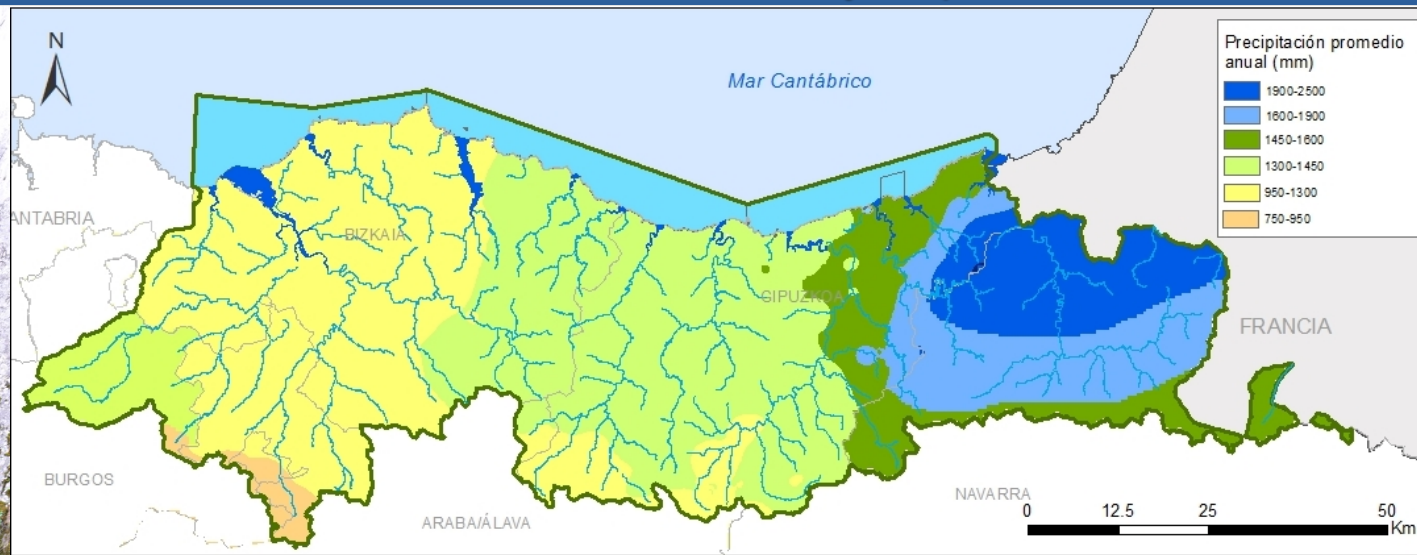 N
Mar Cantábrico
Precipitación promedio
anual (mm)
1900-2500
1600-1900
1450-1600
1300-1450
950-1300
750-950
ANTABRIA
BIZKAIA
GIPUZKOA
FRANCIA
BURGOS
ARABA/ÁLAVA
NAVARRA
0 12.5 25 50
Km